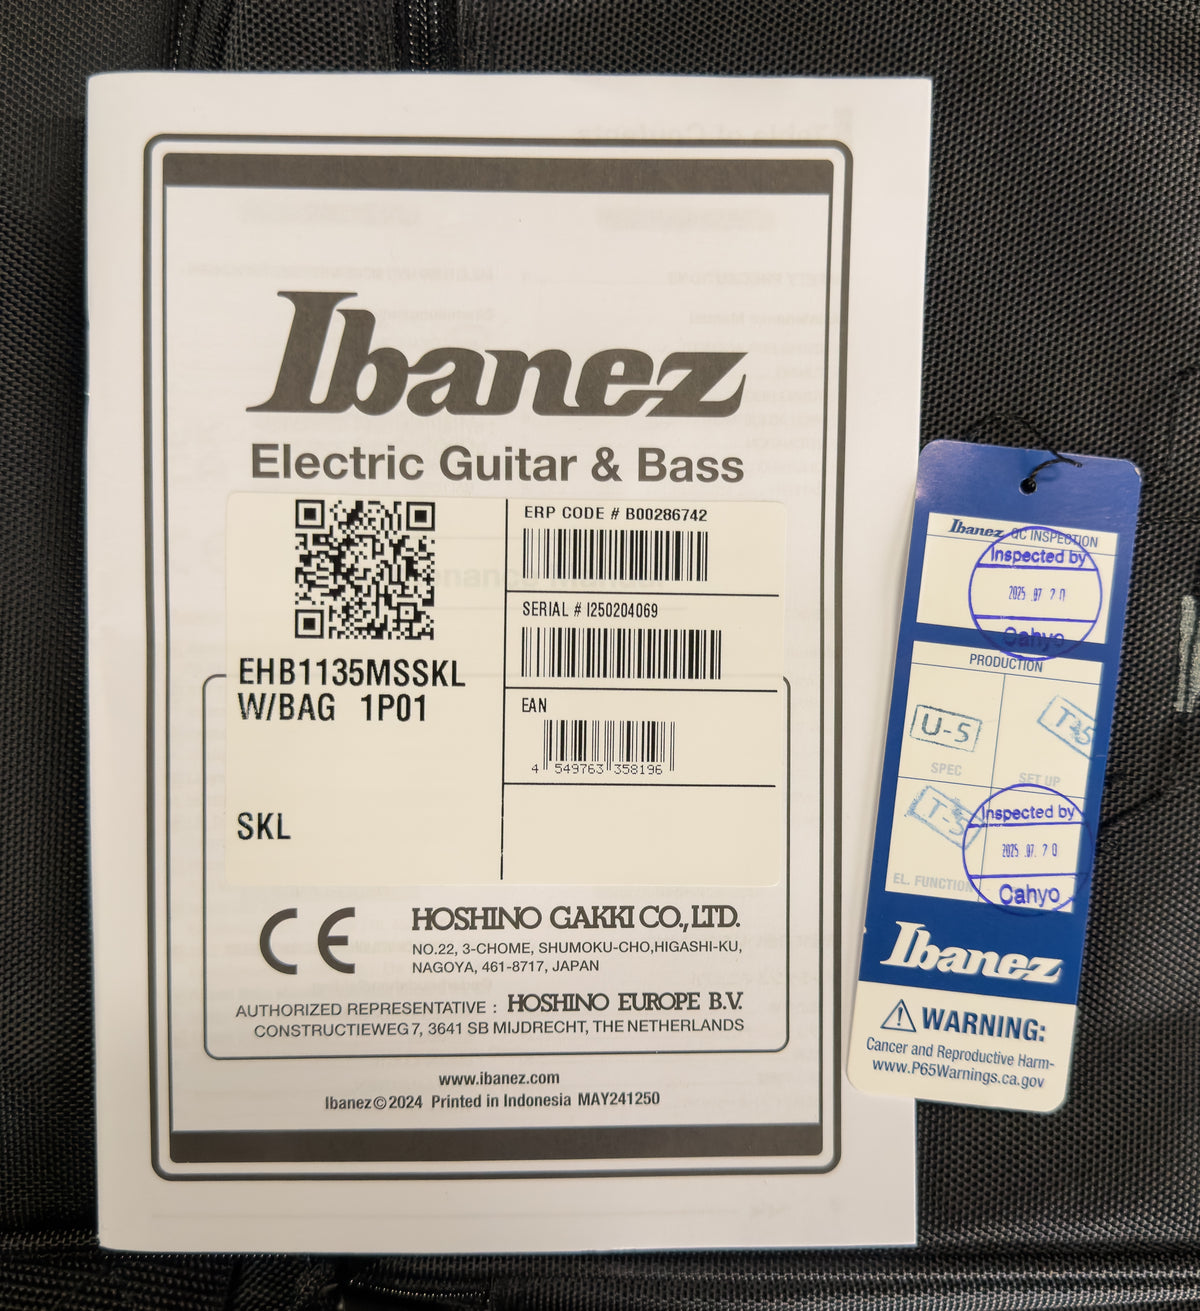 Ibanez
Electric Guitar & Bass
EHB1135MSSKL
W/BAG 1P01
SKL
ERP CODE # B00286742
SERIAL # I250204069
EAN
4 549763 358196
CE
HOSHINO GAKKI CO., LTD.
NO.22, 3-CHOME, SHUMOKU-CHO,HIGASHI-KU,
NAGOYA, 461-8717, JAPAN
AUTHORIZED REPRESENTATIVE : HOSHINO EUROPE B.V.
CONSTRUCTIEWEG 7, 3641 SB MIJDRECHT, THE NETHERLANDS
www.ibanez.com
Ibanez©2024 Printed in Indonesia MAY241250
Ibanez QC INSPECTION
Inspected by
2025 .07. 20
Cahyo
PRODUCTION
U-5
SPEC
T-5
SET UP
T-5
EL. FUNCTION
Inspected by
2025 .07. 20
Cahyo
Ibanez
WARNING:
Cancer and Reproductive Harm-
www.P65Warnings.ca.gov